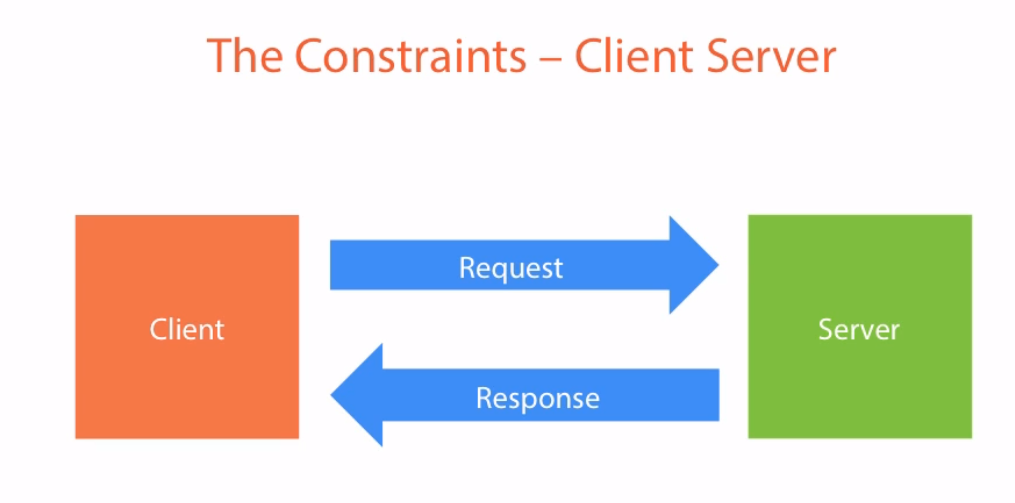 The Constraints – Client Server
Request
Client
Server
Response